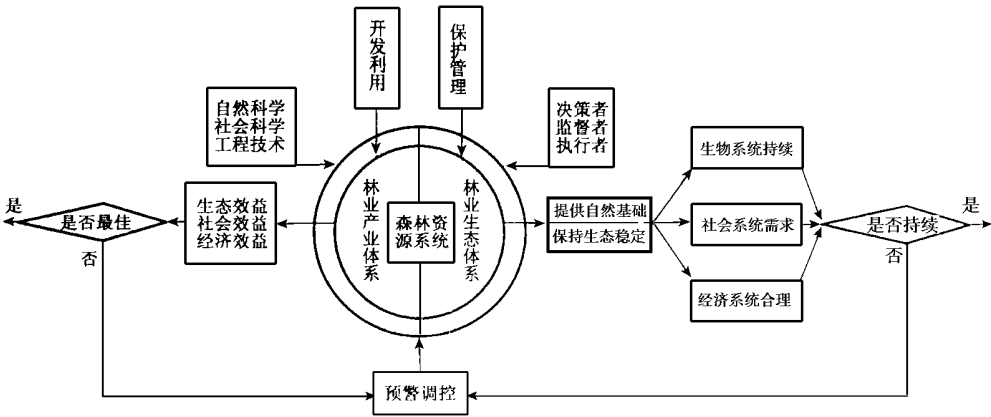 开发利用
保护管理
自然科学
社会科学
工程技术
决策者
监督者
执行者
生物系统持续
林业产业体系
林业生态体系
生态效益
社会效益
经济效益
森林资
源系统
提供自然基础
保持生态稳定
社会系统需求
是
是否最佳
否
是否持续
是
否
经济系统合理
预警调控